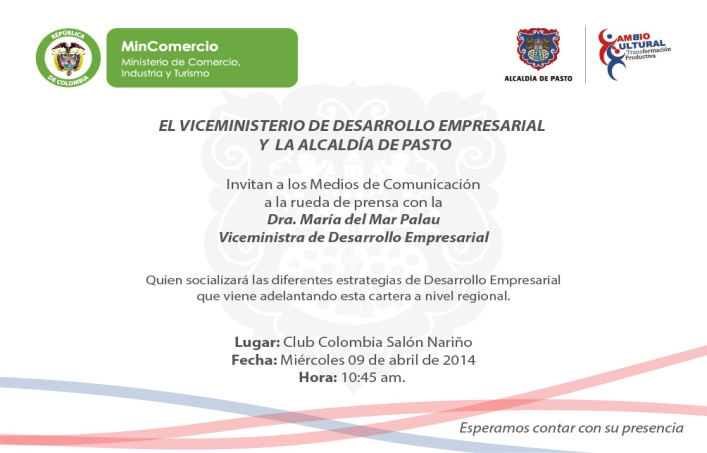 REPÚBLICA
DE COLOMBIA
MinComercio
Ministerio de Comercio,
Industria y Turismo
ALCALDÍA DE PASTO
CAMBIO
CULTURAL
Transformación
Productiva
EL VICEMINISTERIO DE DESARROLLO EMPRESARIAL
Y LA ALCALDÍA DE PASTO
Invitan a los Medios de Comunicación
a la rueda de prensa con la
Dra. María del Mar Palau
Viceministra de Desarrollo Empresarial
Quien socializará las diferentes estrategias de Desarrollo Empresarial
que viene adelantando esta cartera a nivel regional.
Lugar: Club Colombia Salón Nariño
Fecha: Miércoles 09 de abril de 2014
Hora: 10:45 am.
Esperamos contar con su presencia